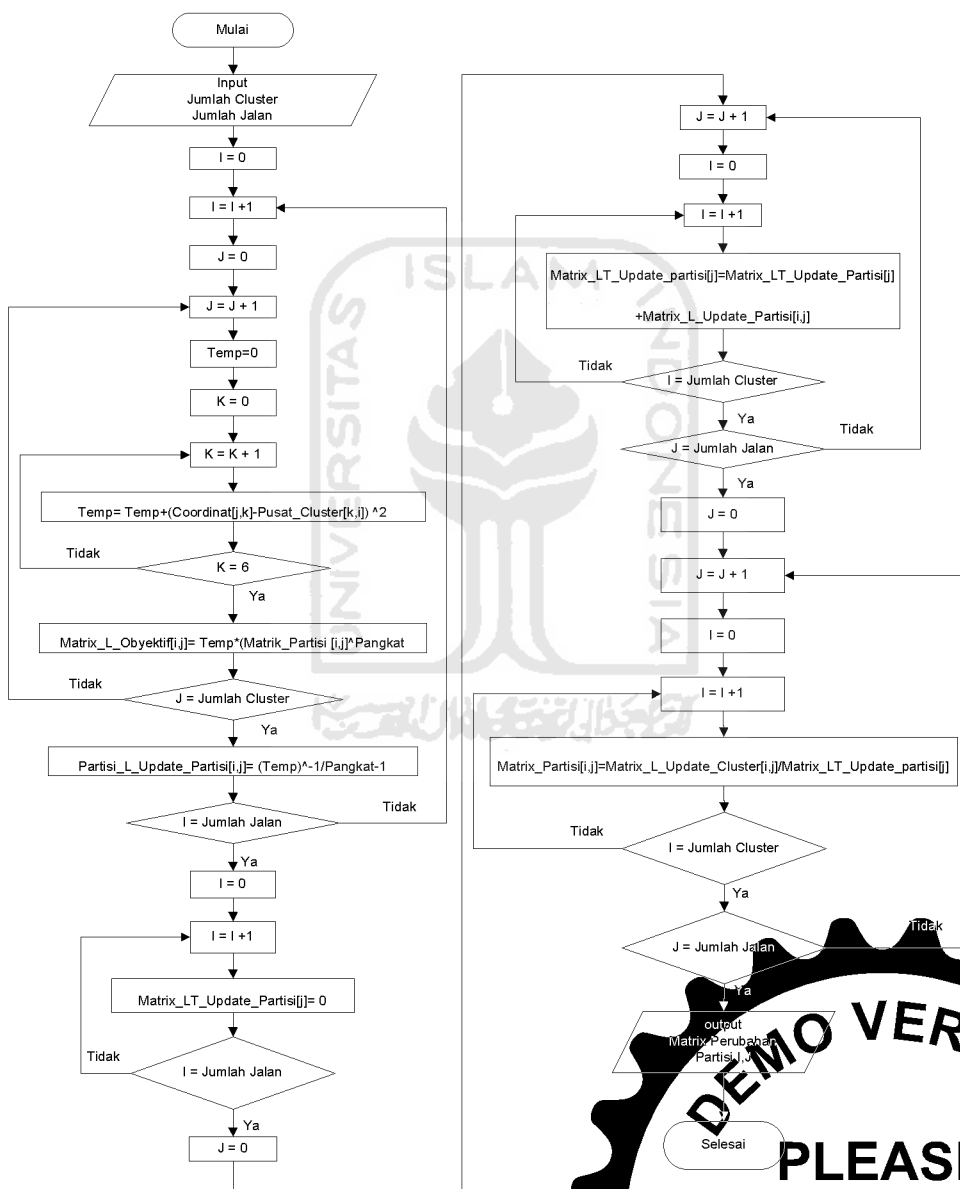 Mulai
Input
Jumlah Cluster
Jumlah Jalan
I = 0
I = I +1
J = 0
J = J + 1
Temp=0
K = 0
K = K + 1
Temp= Temp+(Coordinat[j,k]-Pusat_Cluster[k,i]) ^2
Tidak
K = 6
Ya
Matrix_L_Obyektif[i,j]= Temp*(Matrik_Partisi [i,j]^Pangkat
Tidak
J = Jumlah Cluster
Ya
Partisi_L_Update_Partisi[i,j]= (Temp)^-1/Pangkat-1
Tidak
I = Jumlah Jalan
Ya
I = 0
I = I +1
Matrix_LT_Update_Partisi[j]= 0
Tidak
I = Jumlah Jalan
Ya
J = 0
J = J + 1
I = 0
I = I +1
Matrix_LT_Update_partisi[j]=Matrix_LT_Update_Partisi[j]
+Matrix_L_Update_Partisi[i,j]
Tidak
I = Jumlah Cluster
Ya
Tidak
J = Jumlah Jalan
Ya
J = 0
J = J + 1
I = 0
I = I +1
Matrix_Partisi[i,j]=Matrix_L_Update_Cluster[i,j]/Matrix_LT_Update_partisi[j]
Tidak
I = Jumlah Cluster
Ya
Tidak
J = Jumlah Jalan
Ya
output
Matrix Perubahan
Partisi I,J
Selesai
UNIVERSITAS
ISLAM
INDONESIA
DEMO VER
PLEAS